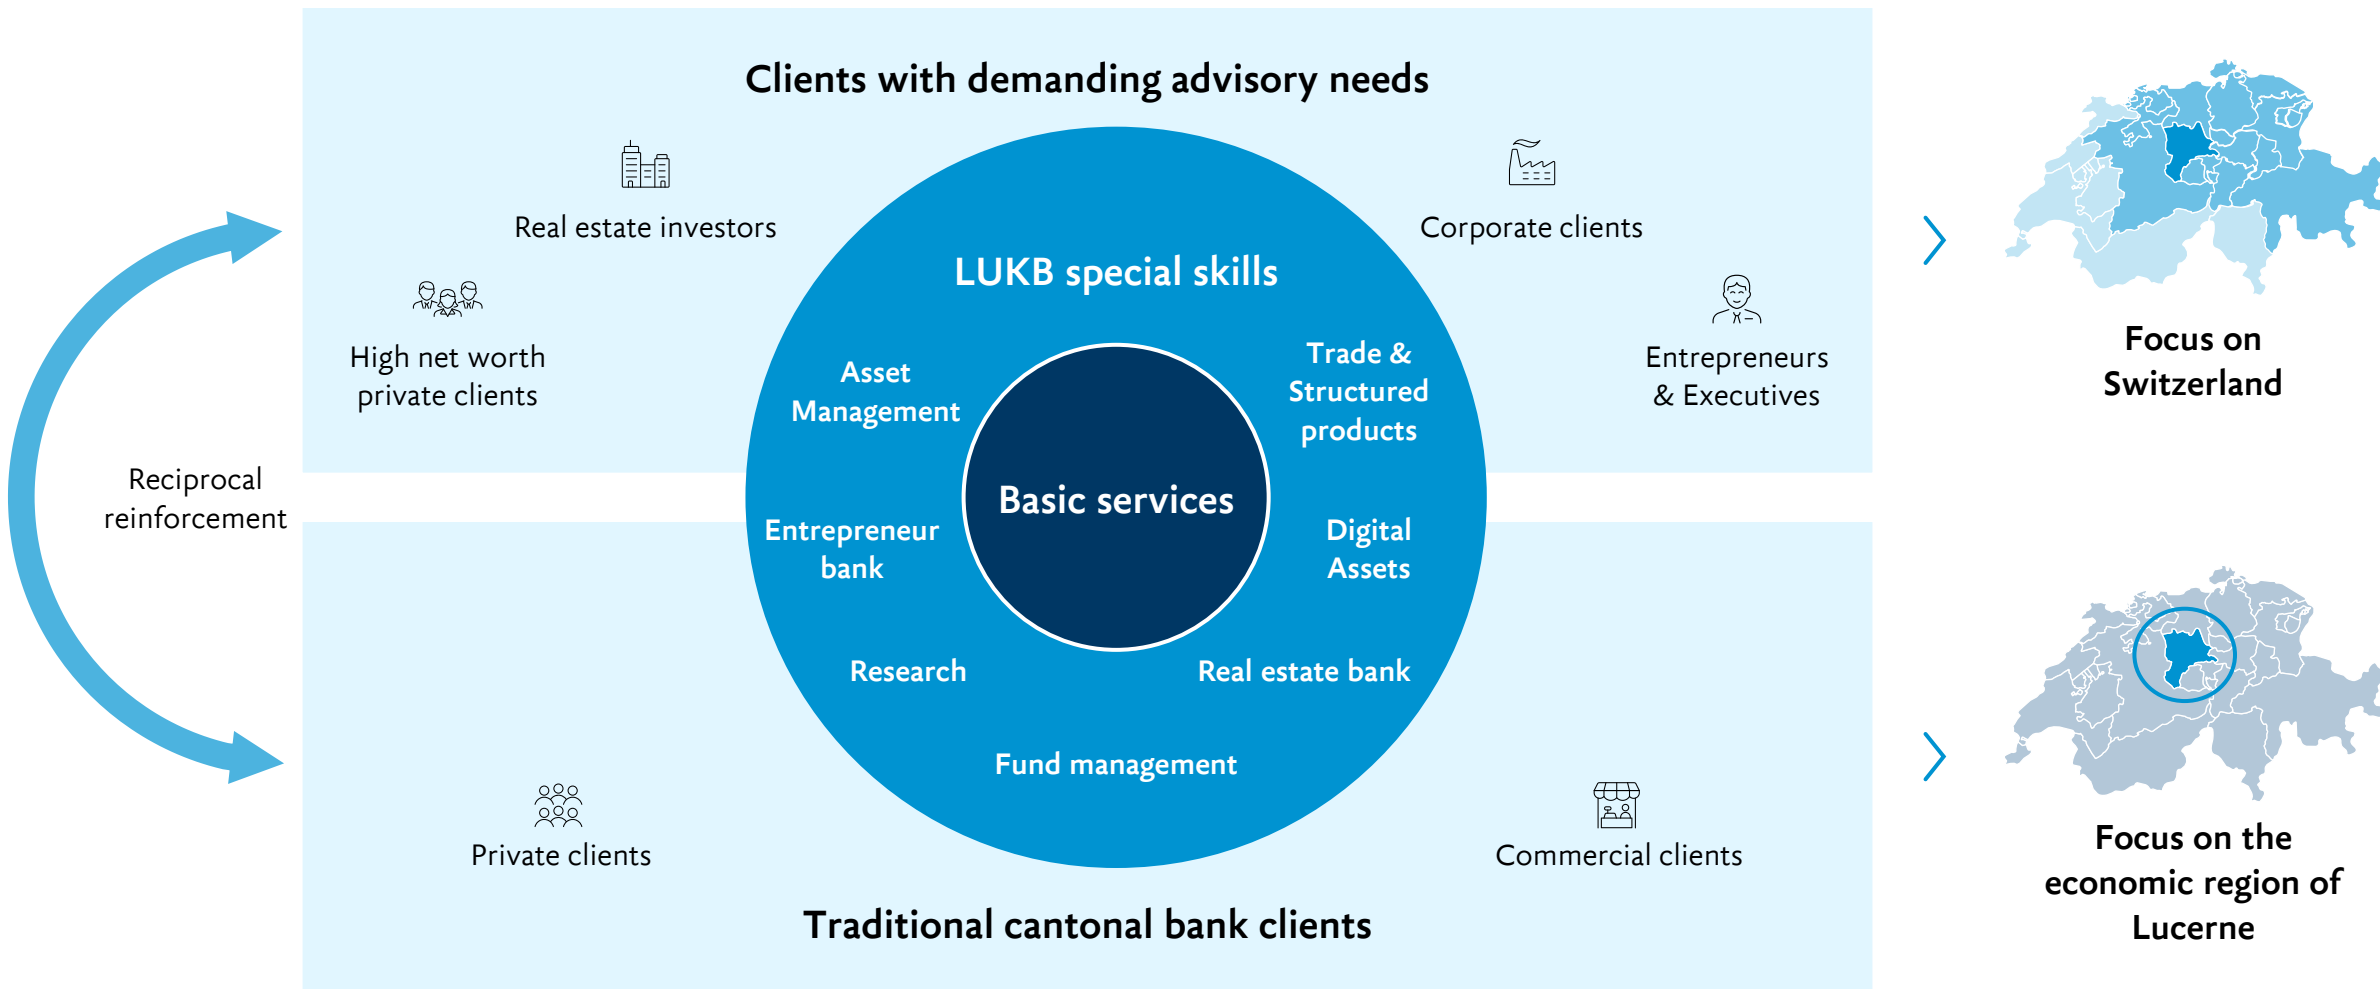 Clients with demanding advisory needs
Real estate investors
Corporate clients
High net worth
private clients
Entrepreneurs
& Executives
LUKB special skills
Asset
Management
Trade &
Structured
products
Basic services
Entrepreneur
bank
Digital
Assets
Research
Real estate bank
Fund management
Reciprocal
reinforcement
Private clients
Commercial clients
Traditional cantonal bank clients
Focus on
Switzerland
Focus on the
economic region of
Lucerne